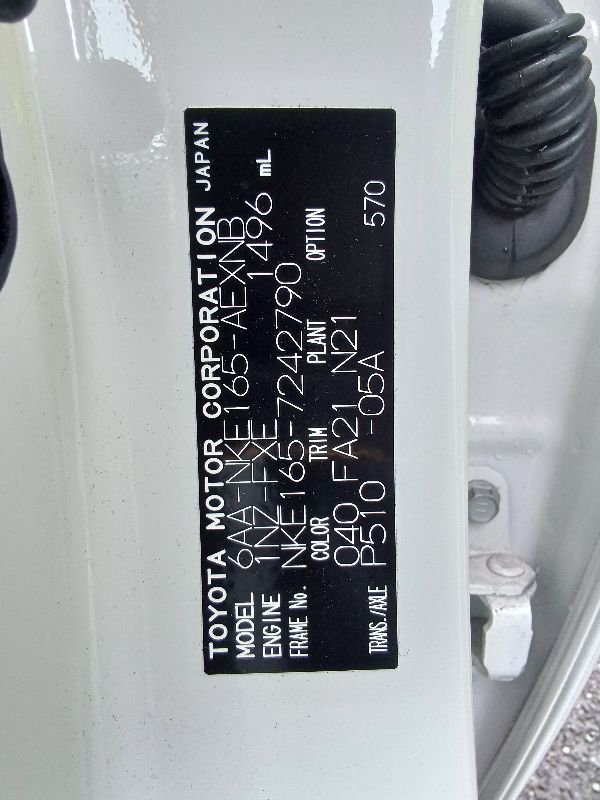 TOYOTA MOTOR CORPORATION JAPAN
MODEL 6AA-NKE165-AEXNB
ENGINE 1NZ-FXE 1496 mL
FRAME No. NKE165-7242790
COLOR TRIM PLANT OPTION
040 FA21 N21
TRANS./AXLE P510 -05A 570